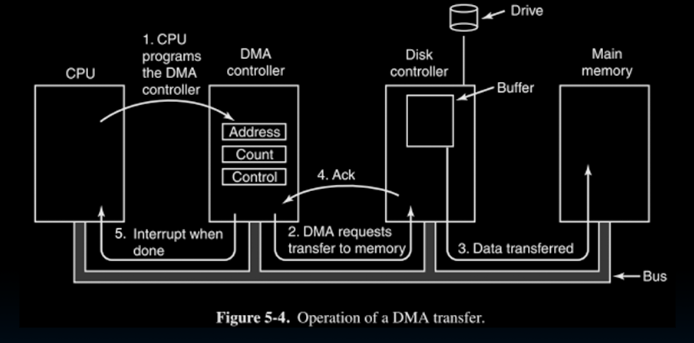 Drive
1. CPU
programs
the DMA
controller
CPU
DMA
controller
Disk
controller
Main
memory
Buffer
Address
Count
Control
4. Ack
5. Interrupt when
done
2. DMA requests
transfer to memory
3. Data transferred
Bus
Figure 5-4. Operation of a DMA transfer.